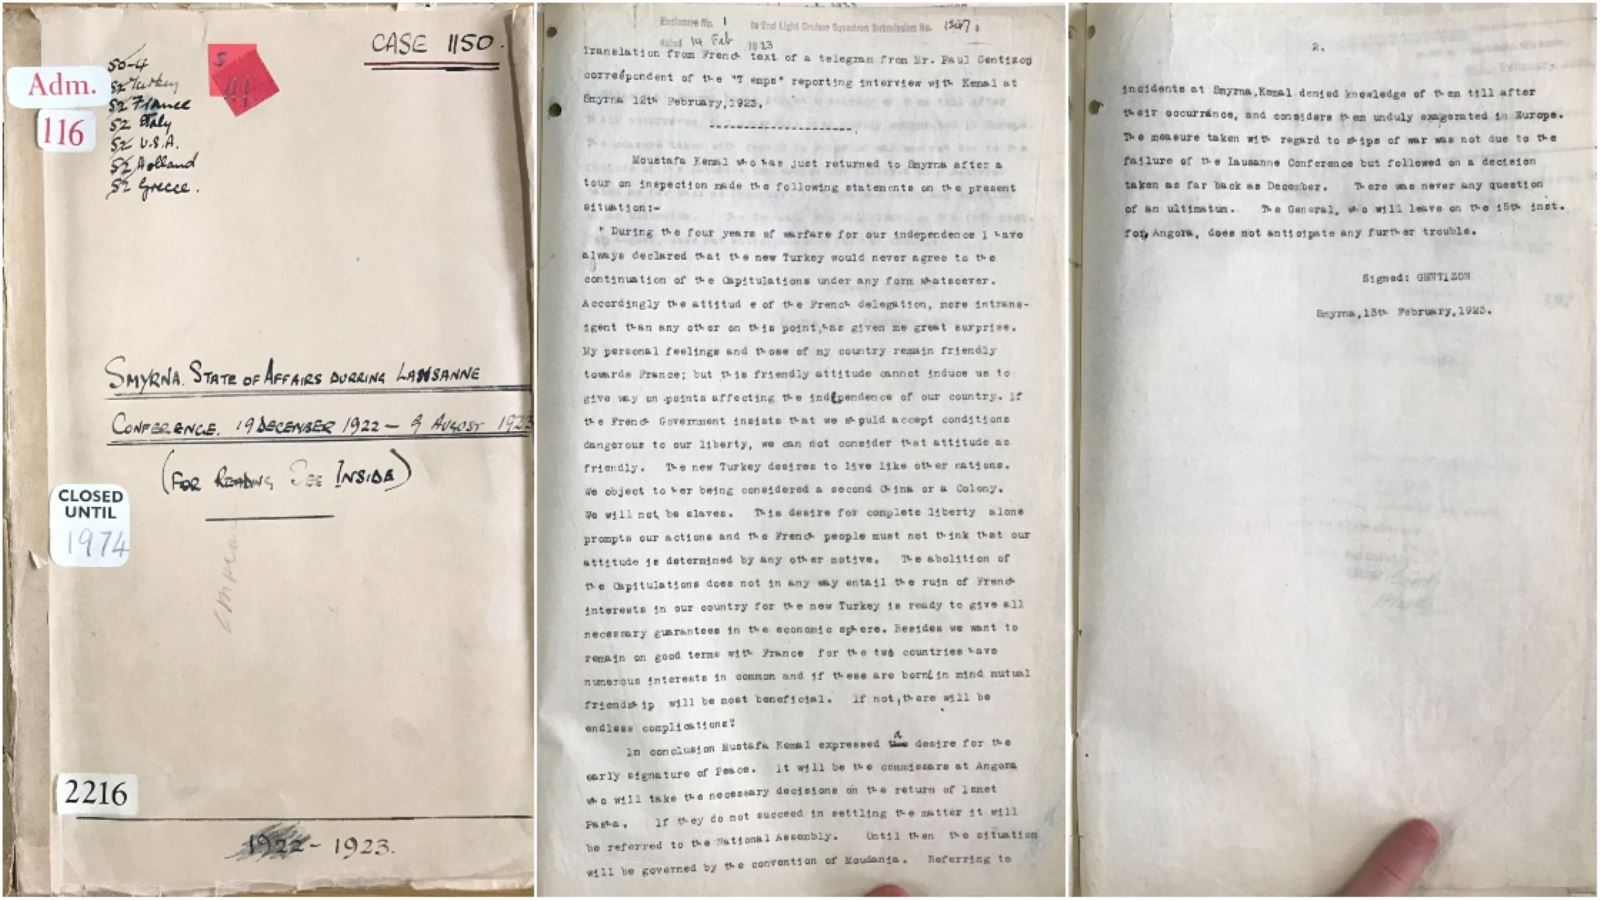 CASE 1150.
50-4
52 Turkey
52 France
52 Italy
52 U.S.A.
52 Holland
52 Greece.
Adm.
116
SMYRNA. STATE OF AFFAIRS DURRING LAUSANNE
CONFERENCE. 19 DECEMBER 1922 - 9 AUGUST 1923
(FOR READING SEE INSIDE)
CLOSED
UNTIL
1974
2216
1922 - 1923.
Enclosure No. 1 to 2nd Light Cruiser Squadron Submission No. 1207.
dated 14 Feb 1923
Translation from French text of a telegram from Mr. Paul Gentizon
correspondent of the "Temps" reporting interview with Kemal at
Smyrna 12th February,1923.
Moustafa Kemal who has just returned to Smyrna after a
tour on inspection made the following statements on the present
situation:-
" During the four years of warfare for our independence I have
always declared that the new Turkey would never agree to the
continuation of the Capitulations under any form whatsoever.
Accordingly the attitud e of the French delegation, more intrans-
igent than any other on this point,has given me great surprise.
My personal feelings and those of my country remain friendly
towards France; but this friendly attitude cannot induce us to
give way on points affecting the independence of our country. If
the French Government insists that we should accept conditions
dangerous to our liberty, we can not consider that attitude as
friendly. The new Turkey desires to live like other nations.
We object to her being considered a second China or a Colony.
We will not be slaves. This desire for complete liberty alone
prompts our actions and the French people must not think that our
attitude is determined by any other motive. The abolition of
the Capitulations does not in any way entail the ruin of French
interests in our country for the new Turkey is ready to give all
necessary guarantees in the economic sphere. Besides we want to
remain on good terms with France for the two countries have
numerous interests in common and if these are born in mind mutual
friendship will be most beneficial. If not,there will be
endless complications"
In conclusion Mustafa Kemal expressed a desire for the
early signature of Peace. It will be the commissars at Angora
who will take the necessary decisions on the return of Ismet
Pasha. If they do not succeed in settling the matter it will
be referred to the National Assembly. Until then the situation
will be governed by the convention of Moudania. Referring to
2.
incidents at Smyrna,Kemal denied knowledge of them till after
their occurrance, and considers them unduly exagerated in Europe.
The measure taken with regard to ships of war was not due to the
failure of the Lausanne Conference but followed on a decision
taken as far back as December. There was never any question
of an ultimatum. The General, who will leave on the 15th inst.
for Angora, does not anticipate any further trouble.
Signed: GENTIZON
Smyrna,13th February,1923.